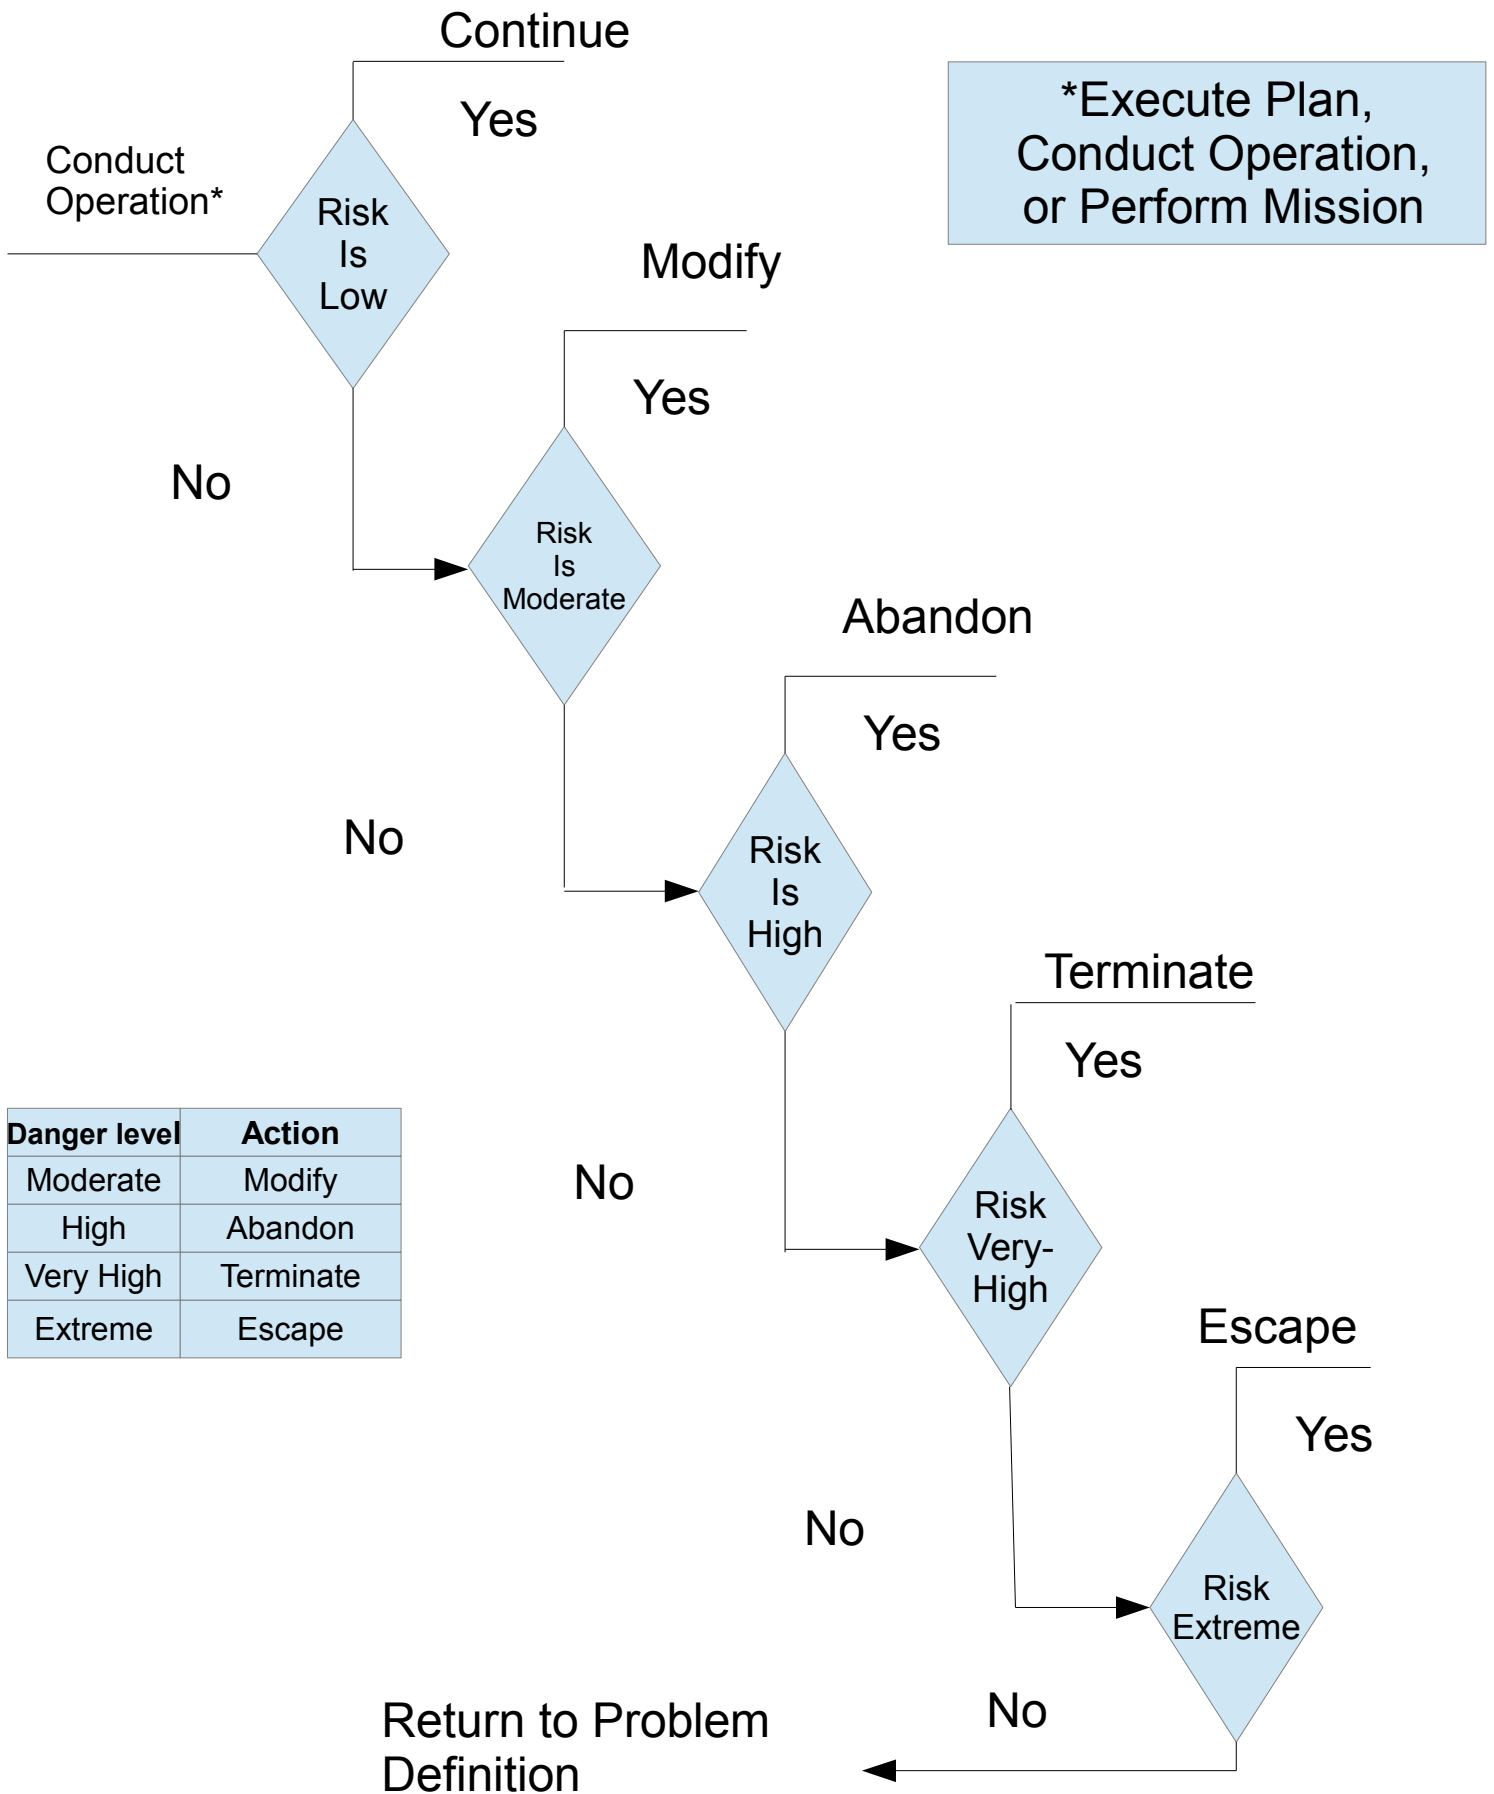 Continue
Yes
*Execute Plan,
Conduct Operation,
or Perform Mission
Conduct
Operation*
Risk
Is
Low
Modify
Yes
No
Risk
Is
Moderate
Abandon
Yes
No
Risk
Is
High
Terminate
Yes
No
Risk
Very-
High
Danger level Action
Moderate Modify
High Abandon
Very High Terminate
Extreme Escape
Escape
Yes
No
Risk
Extreme
No
Return to Problem
Definition